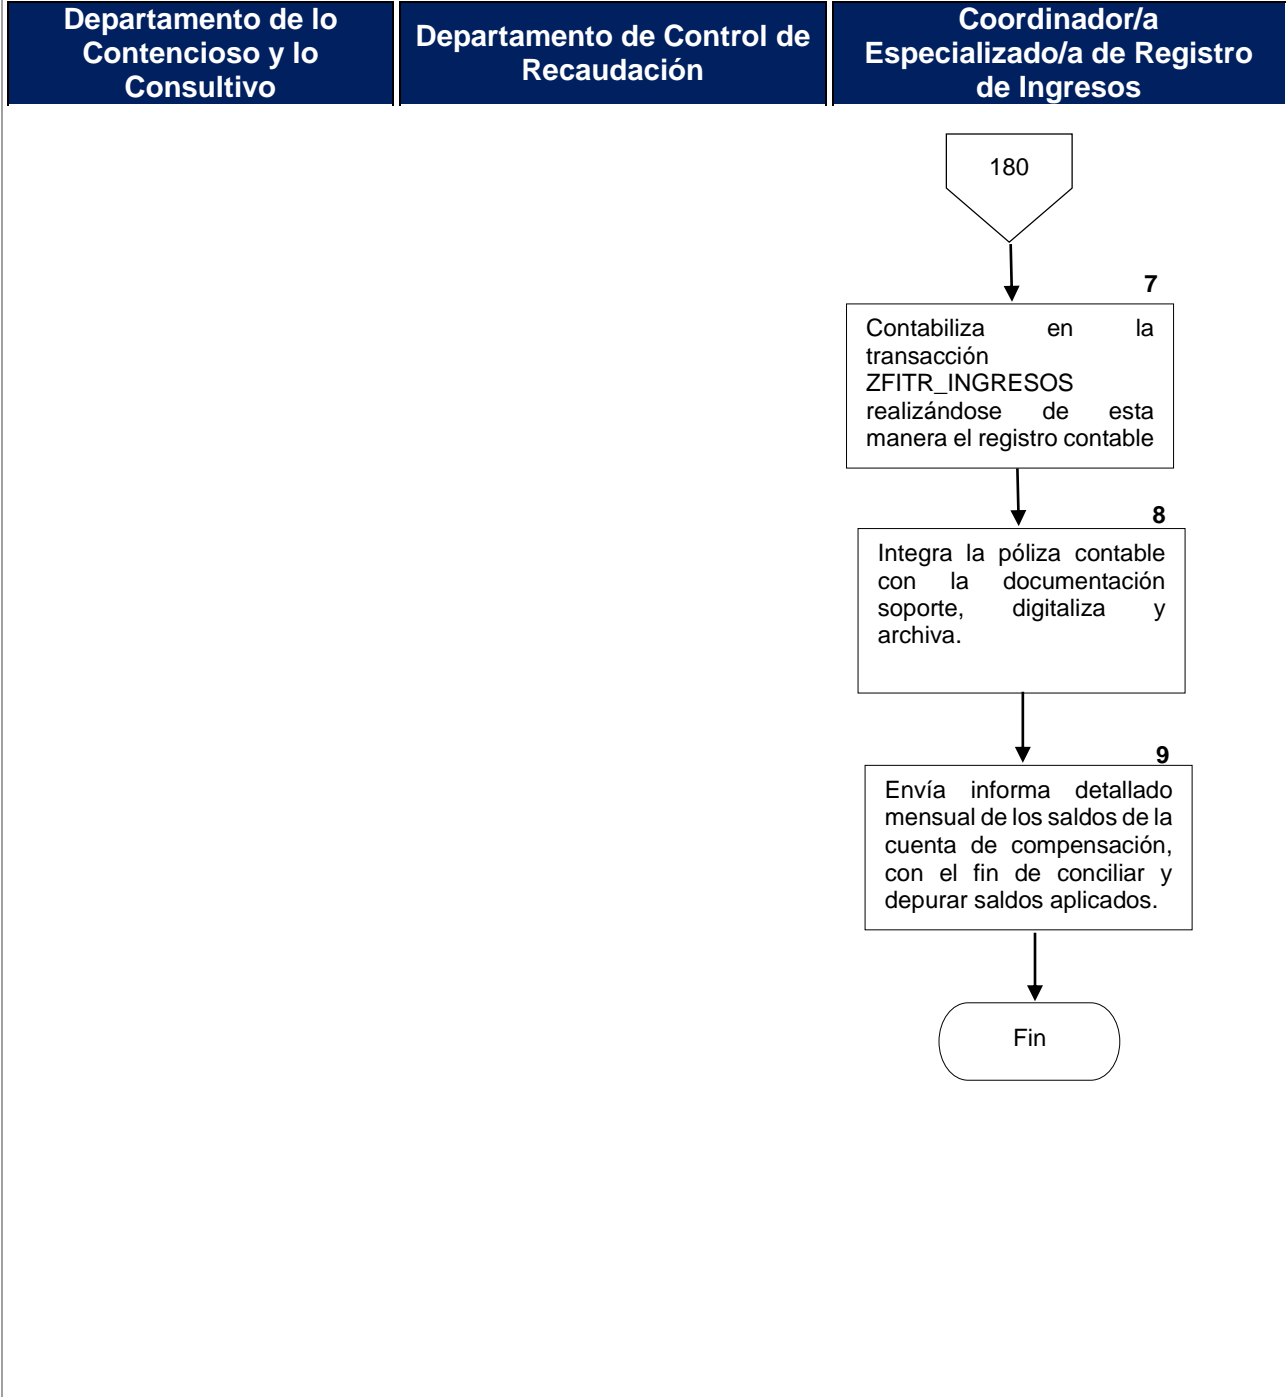 Departamento de lo
Contencioso y lo
Consultivo
Departamento de Control de
Recaudación
Coordinador/a
Especializado/a de Registro
de Ingresos
180
7
Contabiliza en la
transacción
ZFITR_INGRESOS
realizándose de esta
manera el registro contable
8
Integra la póliza contable
con la documentación
soporte, digitaliza y
archiva.
9
Envía informa detallado
mensual de los saldos de la
cuenta de compensación,
con el fin de conciliar y
depurar saldos aplicados.
Fin